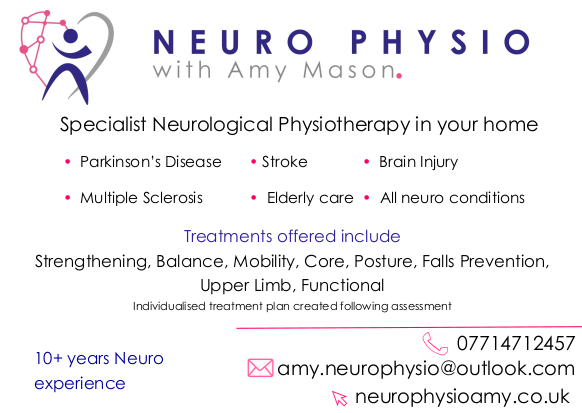 NEURO PHYSIO
with Amy Mason.
Specialist Neurological Physiotherapy in your home
• Parkinson's Disease • Stroke • Brain Injury
• Multiple Sclerosis • Elderly care • All neuro conditions
Treatments offered include
Strengthening, Balance, Mobility, Core, Posture, Falls Prevention,
Upper Limb, Functional
Individualised treatment plan created following assessment
10+ years Neuro
experience
07714712457
amy.neurophysio@outlook.com
neurophysioamy.co.uk